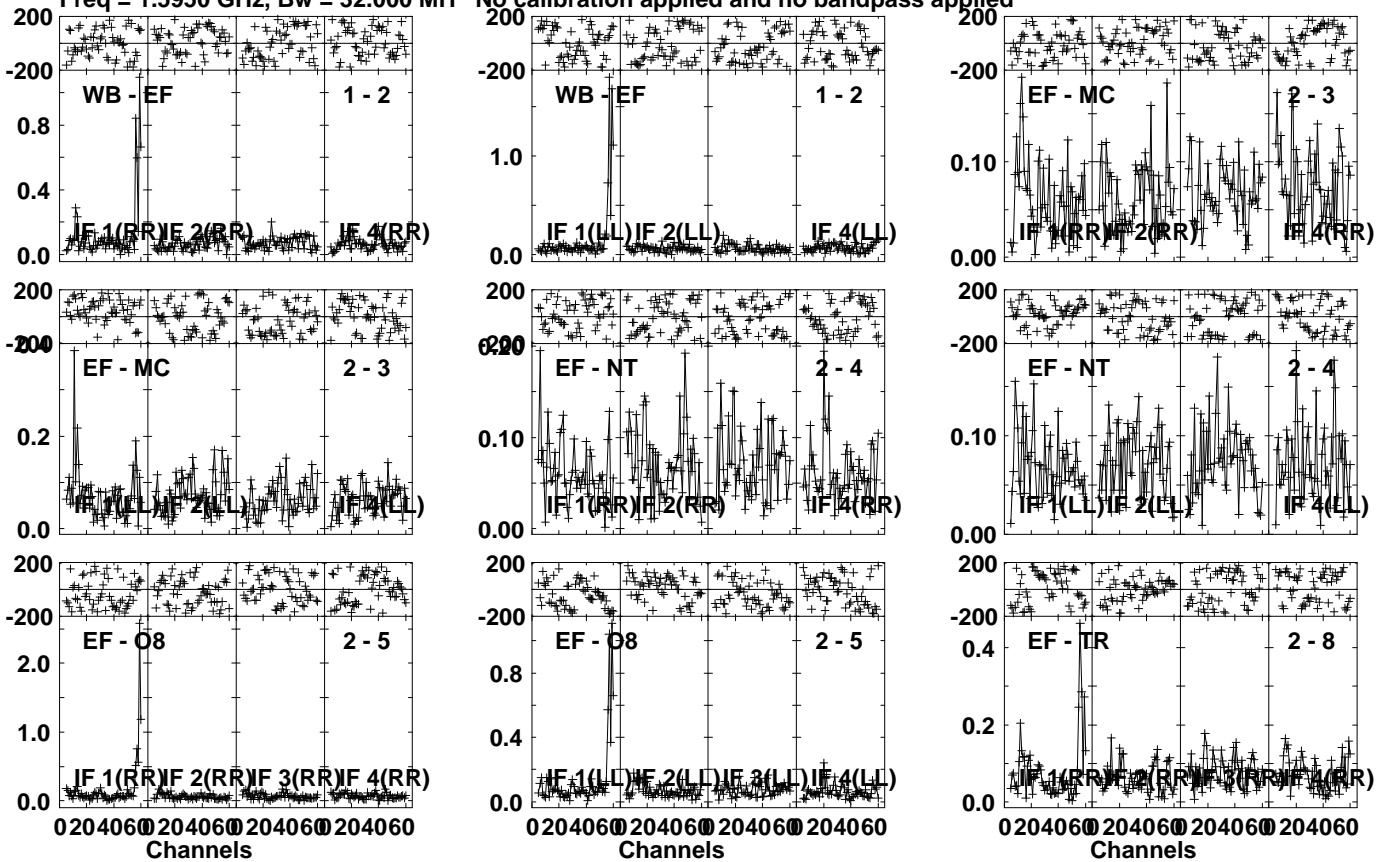 Freq = 1.5950 GHz, Bw = 32.000 MH No calibration applied and no bandpass applied
200
-200
WB - EF 1 - 2
0.8
0.4
0.0
IF 1(RR) IF 2(RR) IF 4(RR)
200
-200
WB - EF 1 - 2
1.0
0.0
IF 1(LL) IF 2(LL) IF 4(LL)
200
-200
EF - MC 2 - 3
0.10
0.00
IF 1(RR) IF 2(RR) IF 4(RR)
200
-200
0.4
EF - MC 2 - 3
0.2
0.0
IF 1(LL) IF 2(LL) IF 4(LL)
200
-200
0.20
EF - NT 2 - 4
0.10
0.00
IF 1(RR) IF 2(RR) IF 4(RR)
200
-200
EF - NT 2 - 4
0.10
0.00
IF 1(LL) IF 2(LL) IF 4(LL)
200
-200
EF - O8 2 - 5
2.0
1.0
0.0
IF 1(RR) IF 2(RR) IF 3(RR) IF 4(RR)
0 20 40 60 0 20 40 60 0 20 40 60 0 20 40 60
Channels
200
-200
EF - O8 2 - 5
0.8
0.4
0.0
IF 1(LL) IF 2(LL) IF 3(LL) IF 4(LL)
0 20 40 60 0 20 40 60 0 20 40 60 0 20 40 60
Channels
200
-200
EF - TR 2 - 8
0.4
0.2
0.0
IF 1(RR) IF 2(RR) IF 3(RR) IF 4(RR)
0 20 40 60 0 20 40 60 0 20 40 60 0 20 40 60
Channels